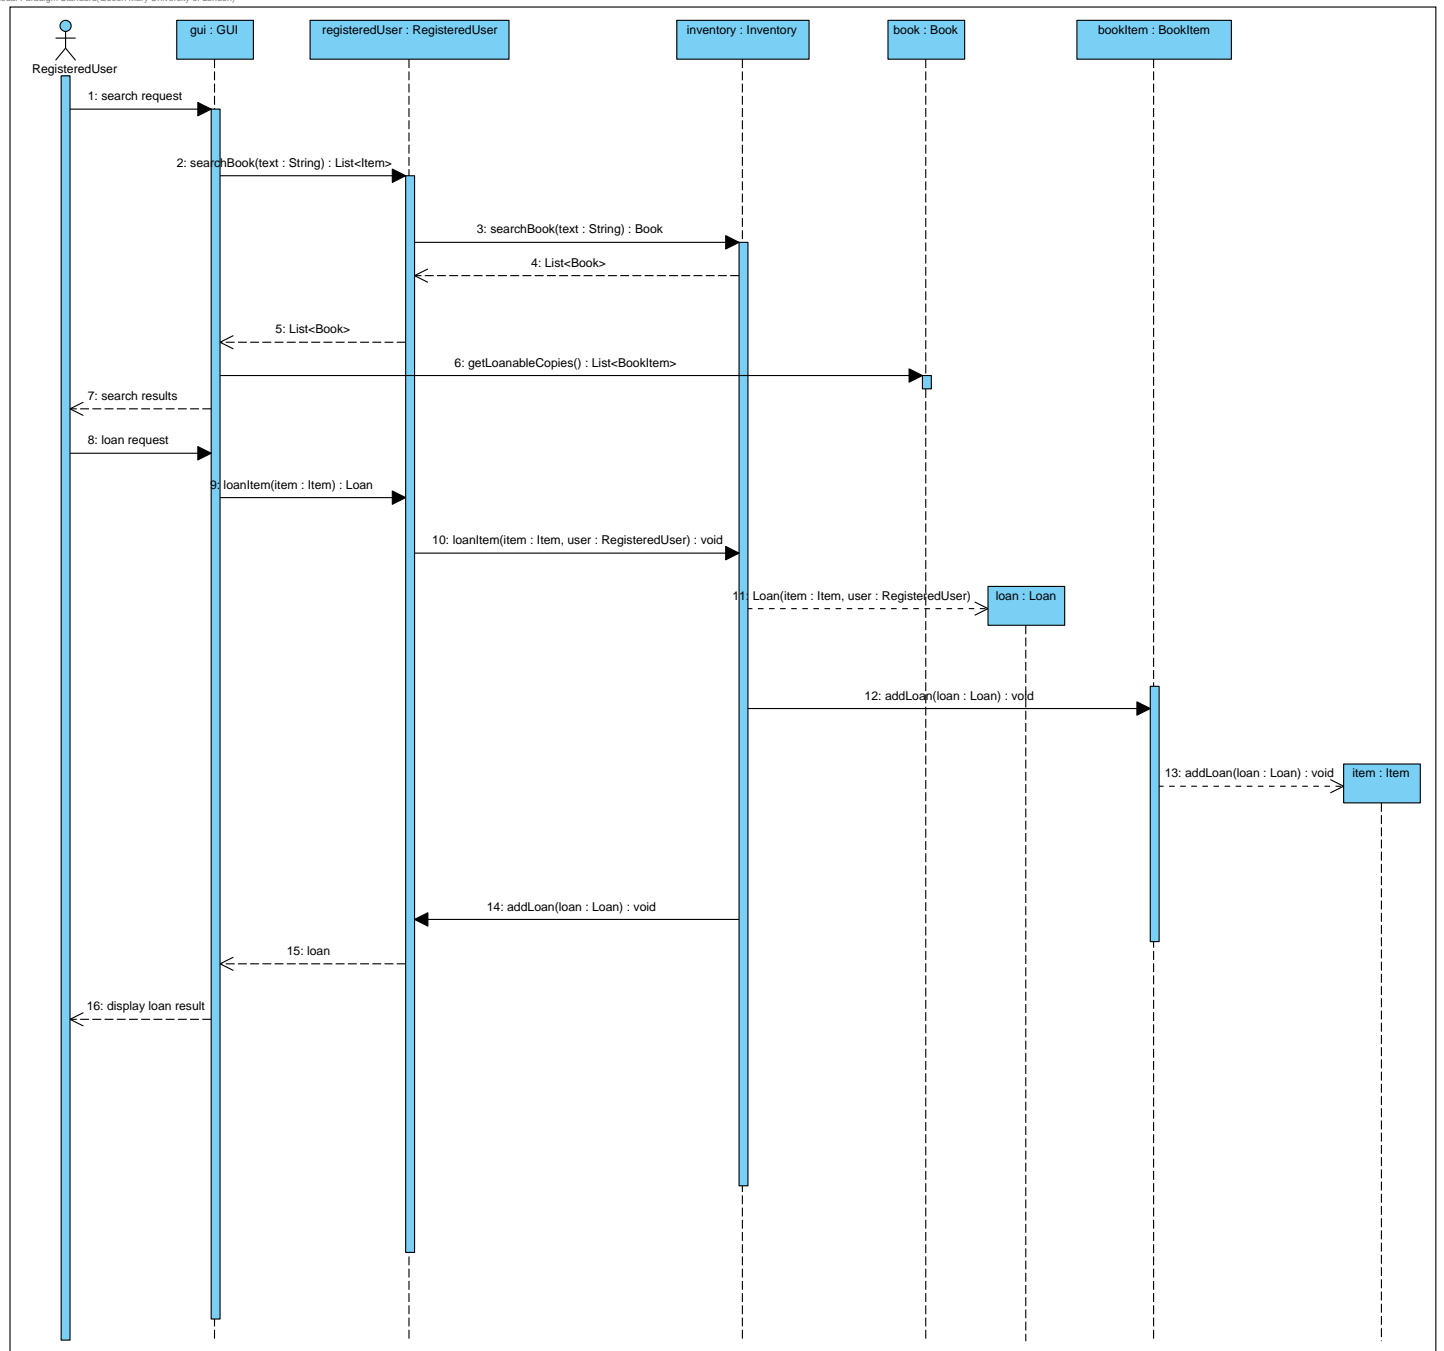 gui : GUI
registeredUser : RegisteredUser
inventory : Inventory
book : Book
bookItem : BookItem
RegisteredUser
1: search request
2: searchBook(text : String) : List<Item>
3: searchBook(text : String) : Book
4: List<Book>
5: List<Book>
6: getLoanableCopies() : List<BookItem>
7: search results
8: loan request
9: loanItem(item : Item) : Loan
10: loanItem(item : Item, user : RegisteredUser) : void
11: Loan(item : Item, user : RegisteredUser)
loan : Loan
12: addLoan(loan : Loan) : void
13: addLoan(loan : Loan) : void
item : Item
14: addLoan(loan : Loan) : void
15: loan
16: display loan result